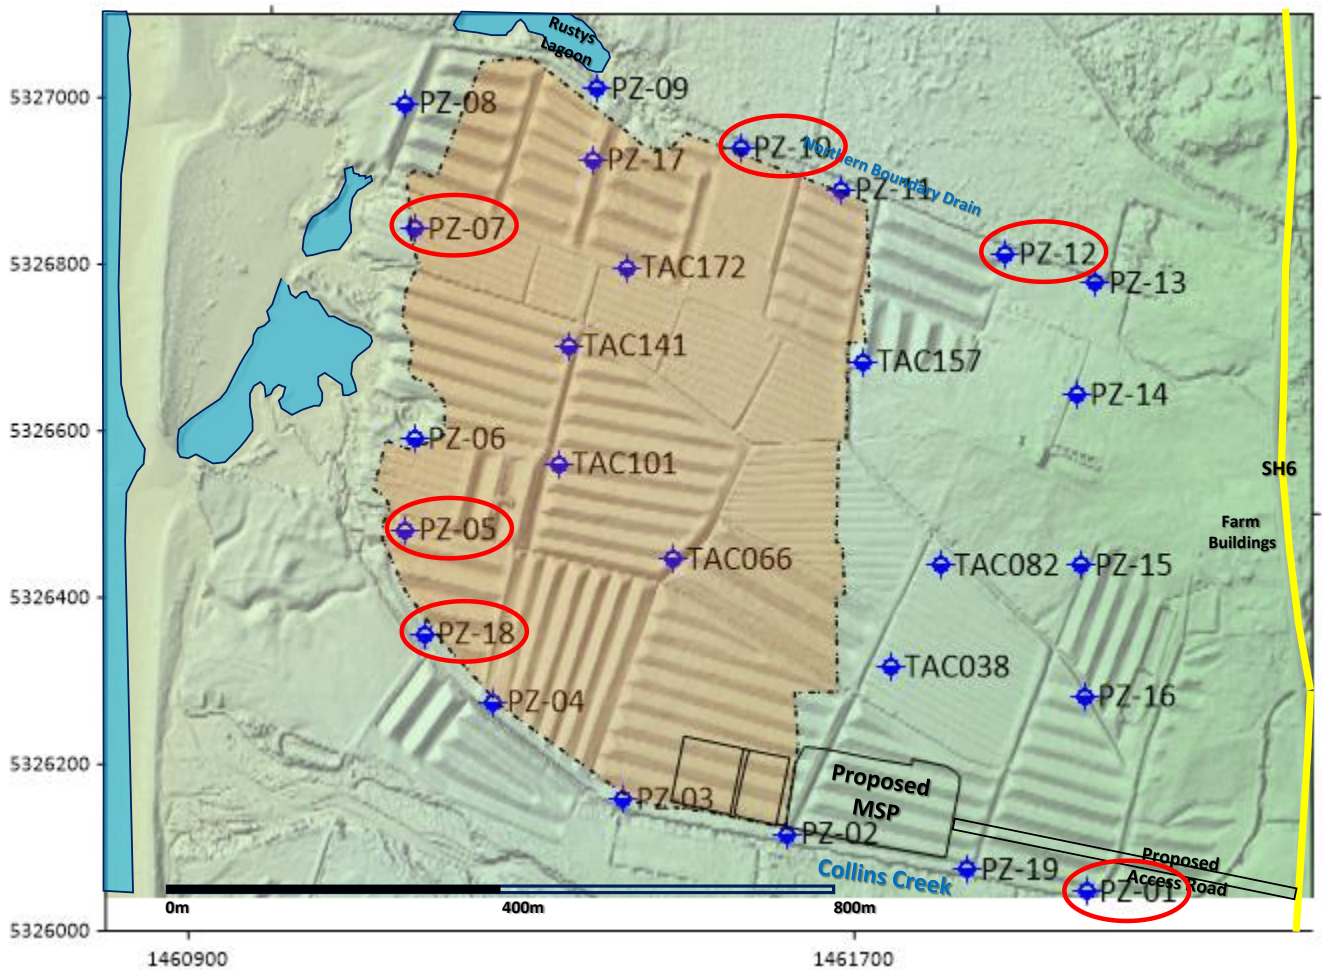 Rustys
Lagoon
5327000
PZ-08
PZ-09
PZ-17
PZ-10
Northern Boundary Drain
PZ-11
PZ-07
PZ-12
5326800
TAC172
PZ-13
TAC141
TAC157
PZ-14
5326600
PZ-06
TAC101
SH6
PZ-05
Farm
Buildings
TAC066
TAC082
PZ-15
5326400
PZ-18
TAC038
PZ-04
PZ-16
5326200
Proposed
MSP
PZ-03
PZ-02
Collins Creek
PZ-19
Proposed
Access Road
PZ-01
0m
400m
800m
5326000
1460900
1461700